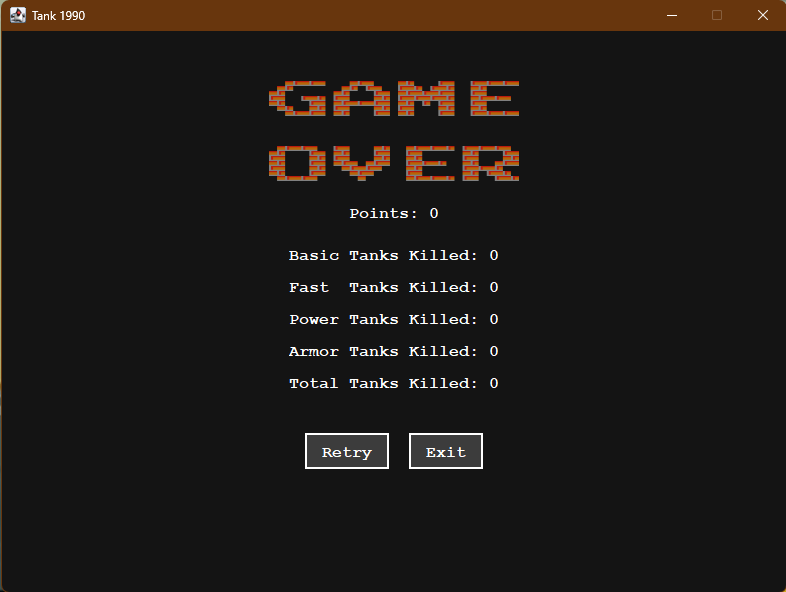 Tank 1990
GAME
OVER
Points: 0
Basic Tanks Killed: 0
Fast  Tanks Killed: 0
Power Tanks Killed: 0
Armor Tanks Killed: 0
Total Tanks Killed: 0
Retry Exit